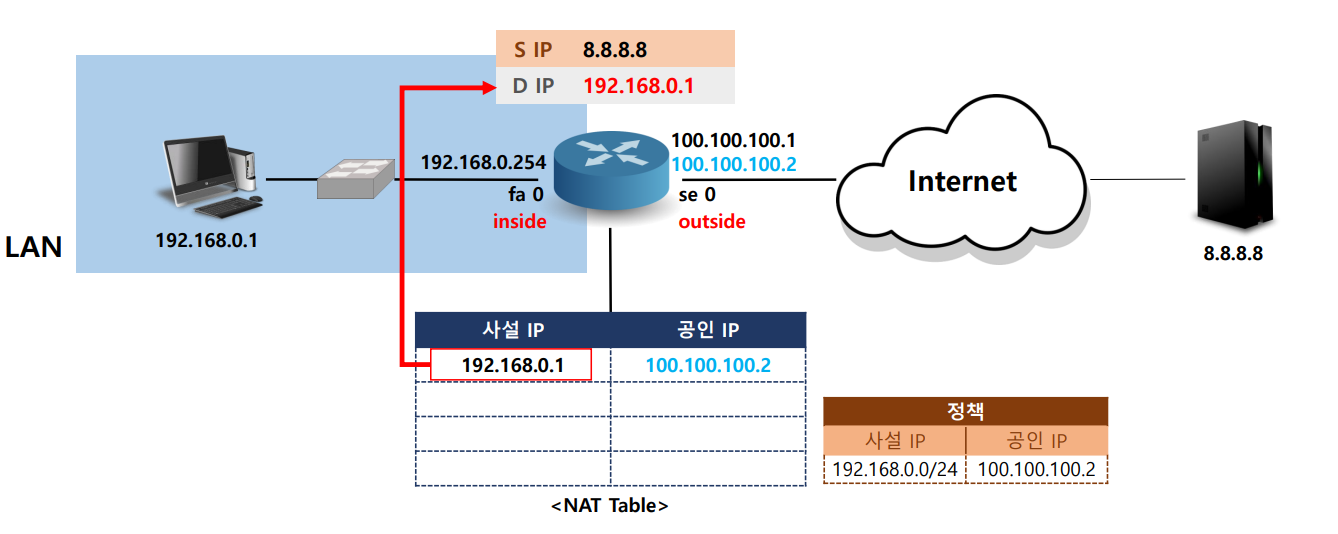 S IP 8.8.8.8
D IP 192.168.0.1
100.100.100.1
192.168.0.254
100.100.100.2
Internet
fa 0
se 0
inside
outside
192.168.0.1
LAN
8.8.8.8
사설 IP 공인 IP
192.168.0.1 100.100.100.2
정책
사설 IP 공인 IP
192.168.0.0/24 100.100.100.2
<NAT Table>